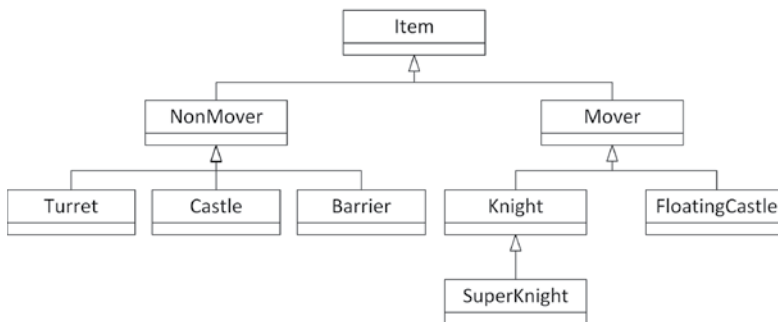 Item
NonMover
Mover
Turret
Castle
Barrier
Knight
FloatingCastle
SuperKnight